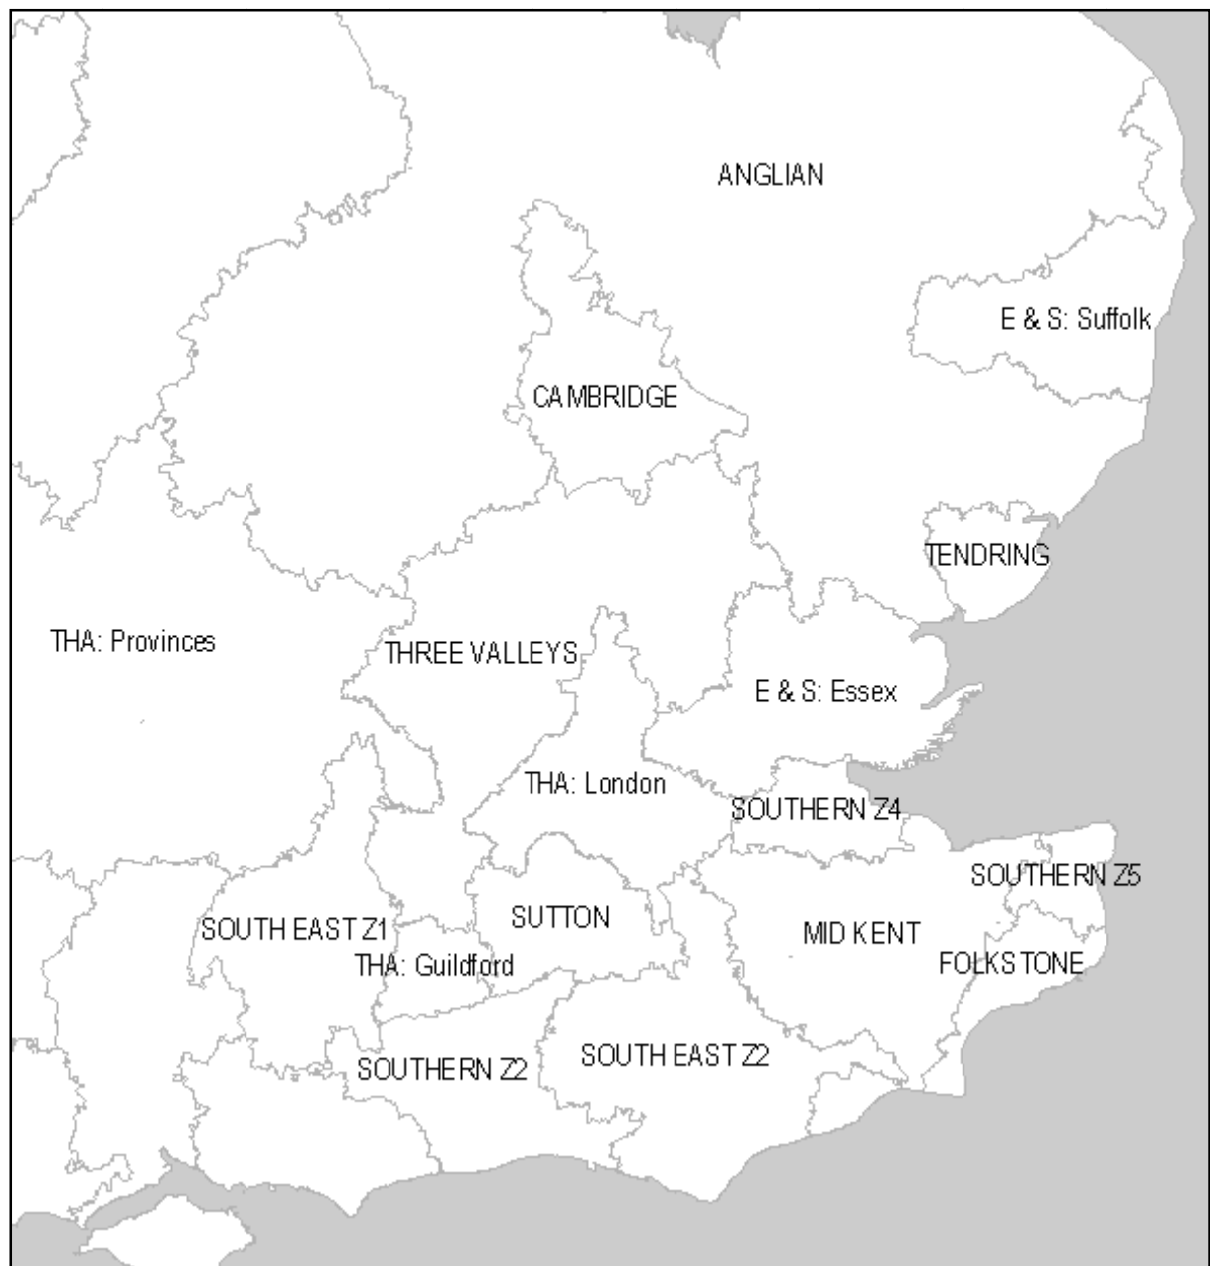 ANGLIAN
E & S: Suffolk
CAMBRIDGE
TENDRING
THA: Provinces
THREE VALLEYS
E & S: Essex
THA: London
SOUTHERN Z4
SOUTHERN Z5
SOUTH EAST Z1
SUTTON
MID KENT
THA: Guildford
FOLKSTONE
SOUTHERN Z2
SOUTH EAST Z2